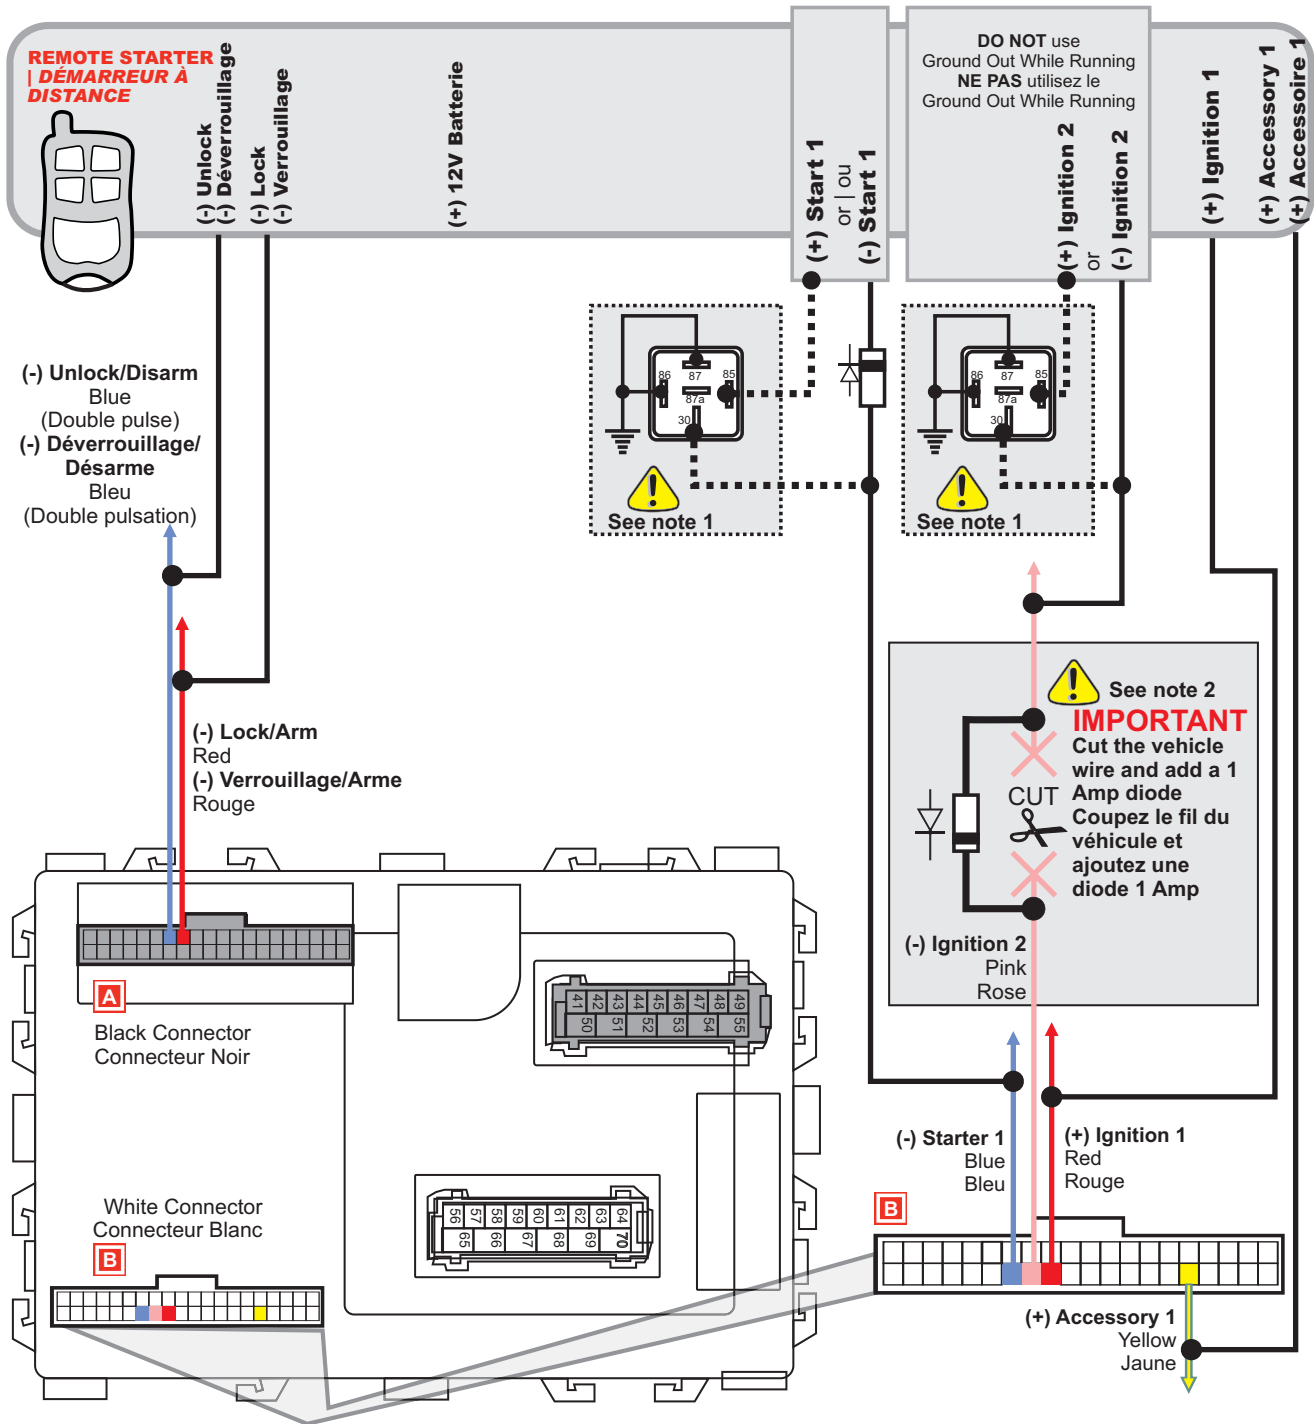 REMOTE STARTER
| DÉMARREUR À
DISTANCE
(-) Unlock
(-) Déverrouillage
(-) Lock
(-) Verrouillage
(+) 12V Batterie
(+) Start 1
or | ou
(-) Start 1
DO NOT use
Ground Out While Running
NE PAS utilisez le
Ground Out While Running
(+) Ignition 2
or
(-) Ignition 2
(+) Ignition 1
(+) Accessory 1
(+) Accessoire 1
86
87
85
87a
30
See note 1
86
87
85
87a
30
See note 1
(-) Unlock/Disarm
Blue
(Double pulse)
(-) Déverrouillage/
Désarme
Bleu
(Double pulsation)
(-) Lock/Arm
Red
(-) Verrouillage/Arme
Rouge
See note 2
IMPORTANT
Cut the vehicle
wire and add a 1
Amp diode
Coupez le fil du
véhicule et
ajoutez une
diode 1 Amp
CUT
(-) Ignition 2
Pink
Rose
A
Black Connector
Connecteur Noir
41 42 43 44 45 46 47 48 49
50 51 52 53 54 55
(-) Starter 1
Blue
Bleu
(+) Ignition 1
Red
Rouge
White Connector
Connecteur Blanc
B
56 57 58 59 60 61 62 63 64
65 66 67 68 69 70
B
(+) Accessory 1
Yellow
Jaune